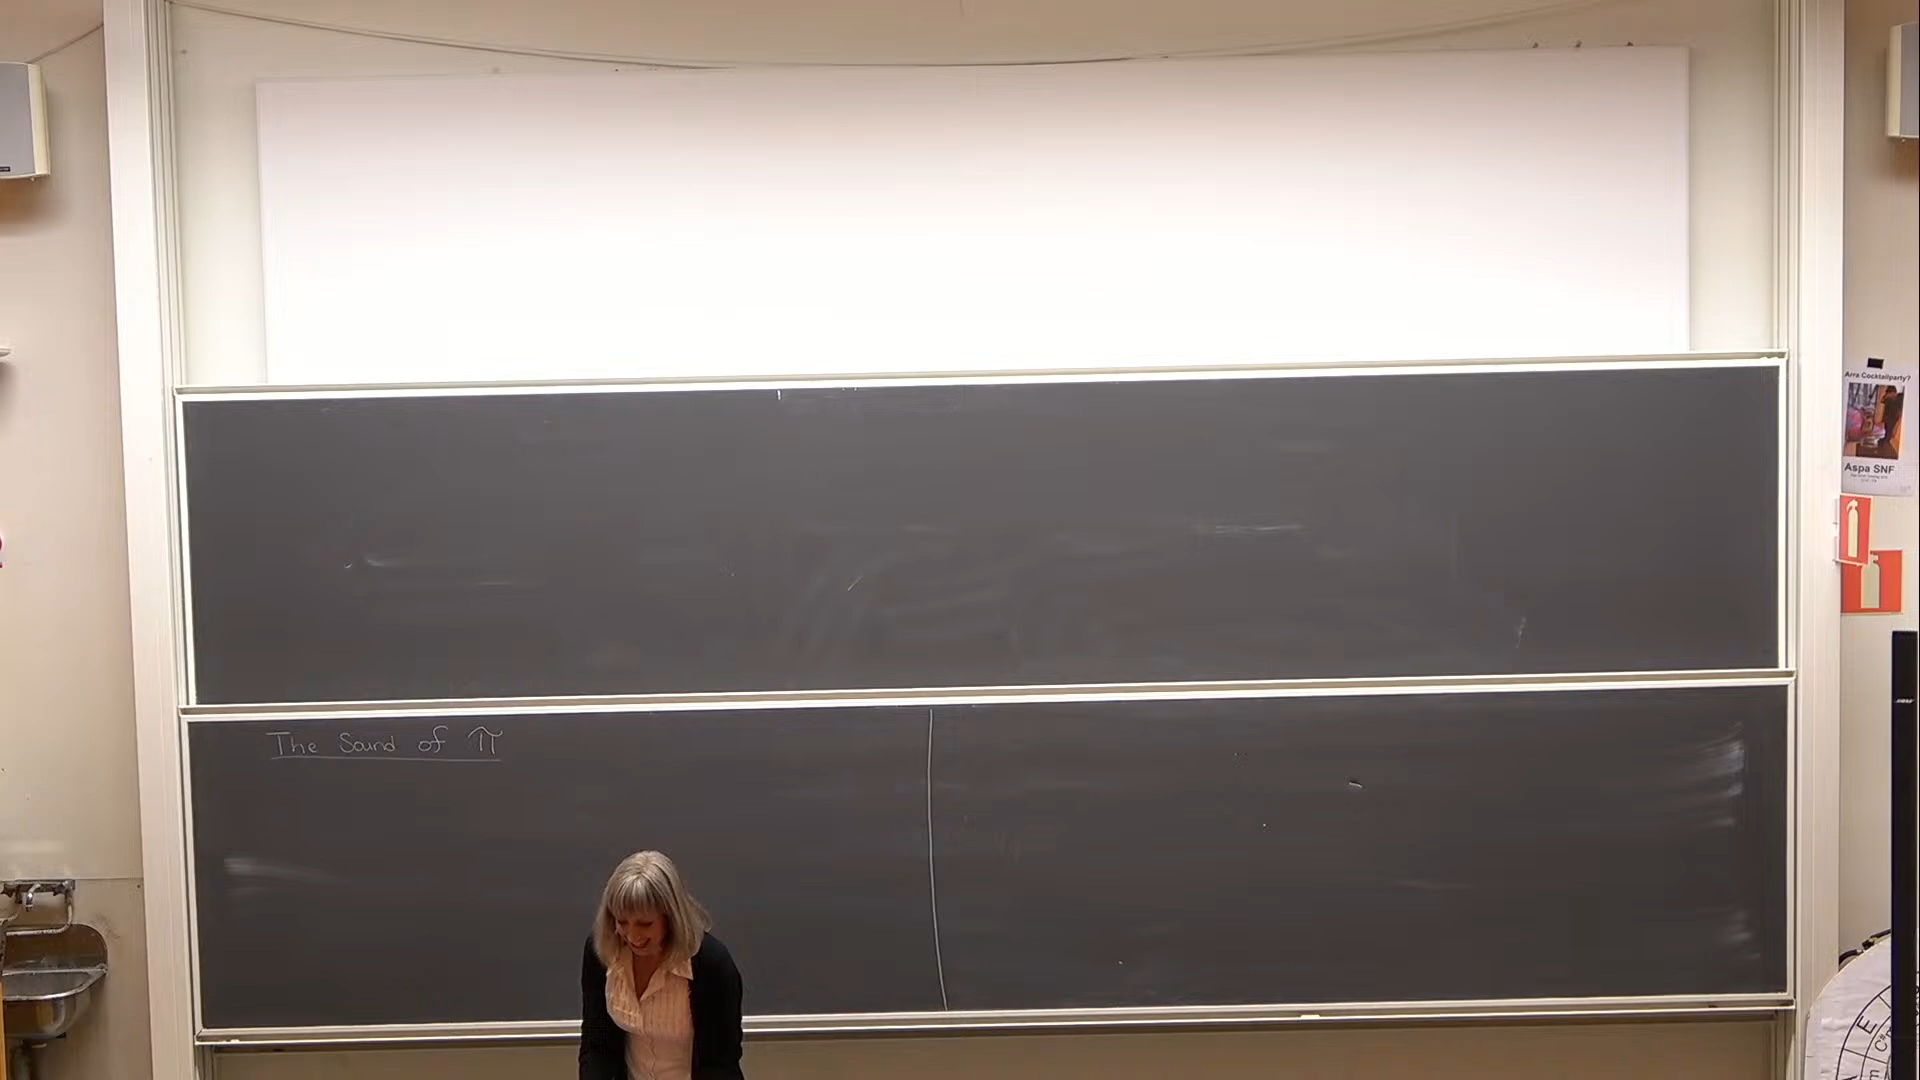 The Sound of π
Arra Cocktailparty?
Aspa SNF
E
C